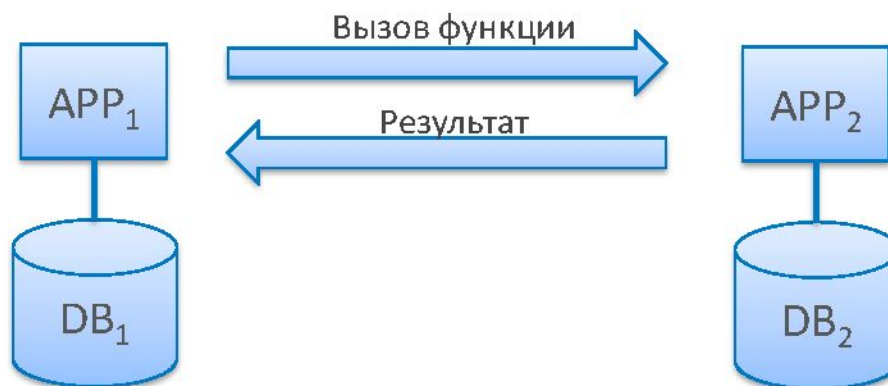 Вызов функции
APP₁
APP₂
Результат
DB₁
DB₂